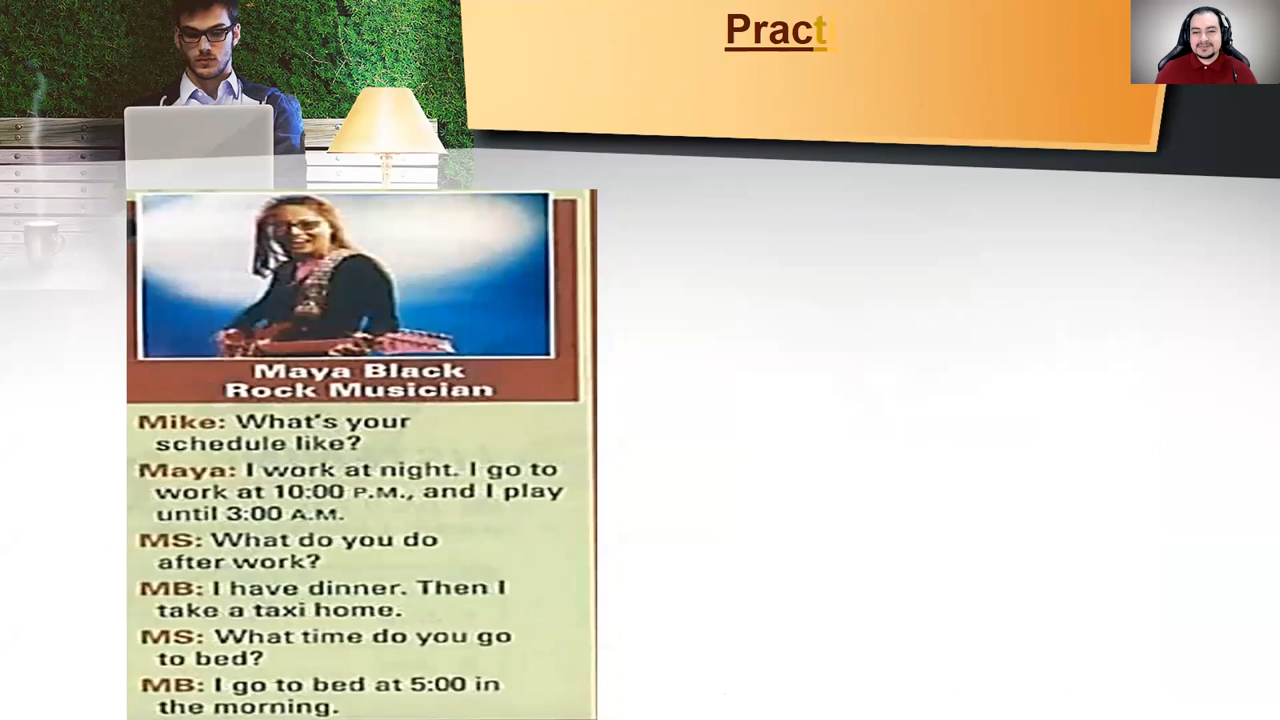 Pract
Maya Black
Rock Musician
Mike: What's your
schedule like?
Maya: I work at night. I go to
work at 10:00 P.M., and I play
until 3:00 A.M.
MS: What do you do
after work?
MB: I have dinner. Then I
take a taxi home.
MS: What time do you go
to bed?
MB: I go to bed at 5:00 in
the morning.